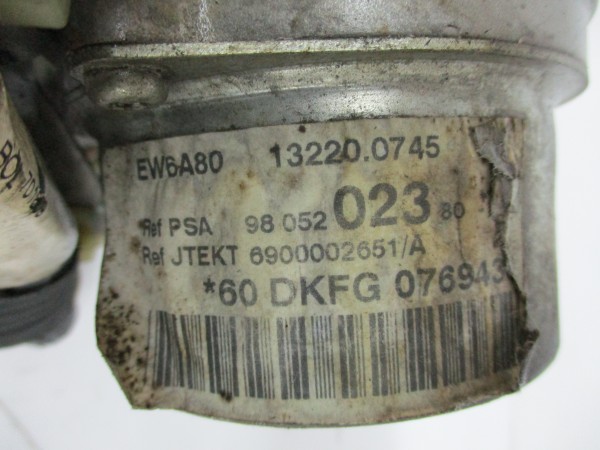 EW6A80 13220.0745
Ref PSA 98 052 023 80
Ref JTEKT 6900002651/A
*60 DKFG 076943